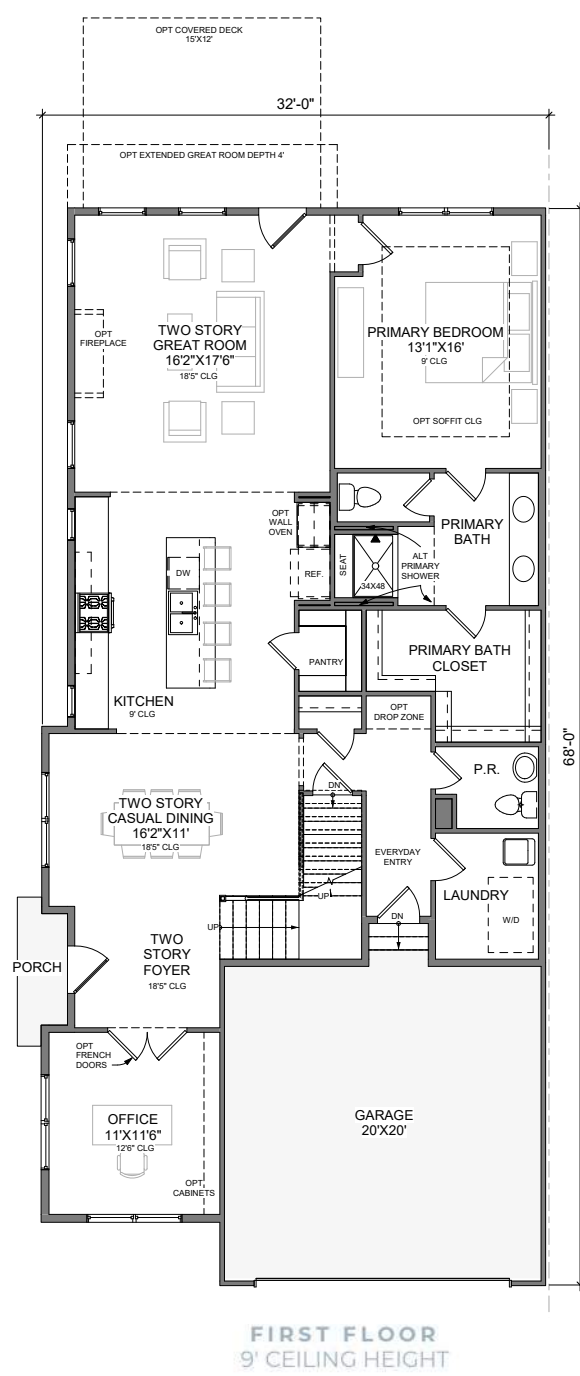 OPT COVERED DECK
15'X12'
32'-0"
OPT EXTENDED GREAT ROOM DEPTH 4'
TWO STORY
GREAT ROOM
16'2"X17'6"
18'5" CLG
OPT
FIREPLACE
PRIMARY BEDROOM
13'1"X16'
9' CLG
OPT SOFFIT CLG
OPT
WALL
OVEN
REF.
PRIMARY
BATH
ALT
PRIMARY
SHOWER
SEAT
34X48
DW
PANTRY
PRIMARY BATH
CLOSET
KITCHEN
9' CLG
OPT
DROP ZONE
68'-0"
P.R.
DN
TWO STORY
CASUAL DINING
16'2"X11'
18'5" CLG
EVERYDAY
ENTRY
LAUNDRY
W/D
UP
UP
DN
PORCH
TWO
STORY
FOYER
18'5" CLG
OPT
FRENCH
DOORS
OFFICE
11'X11'6"
12'6" CLG
OPT
CABINETS
GARAGE
20'X20'
FIRST FLOOR
9' CEILING HEIGHT